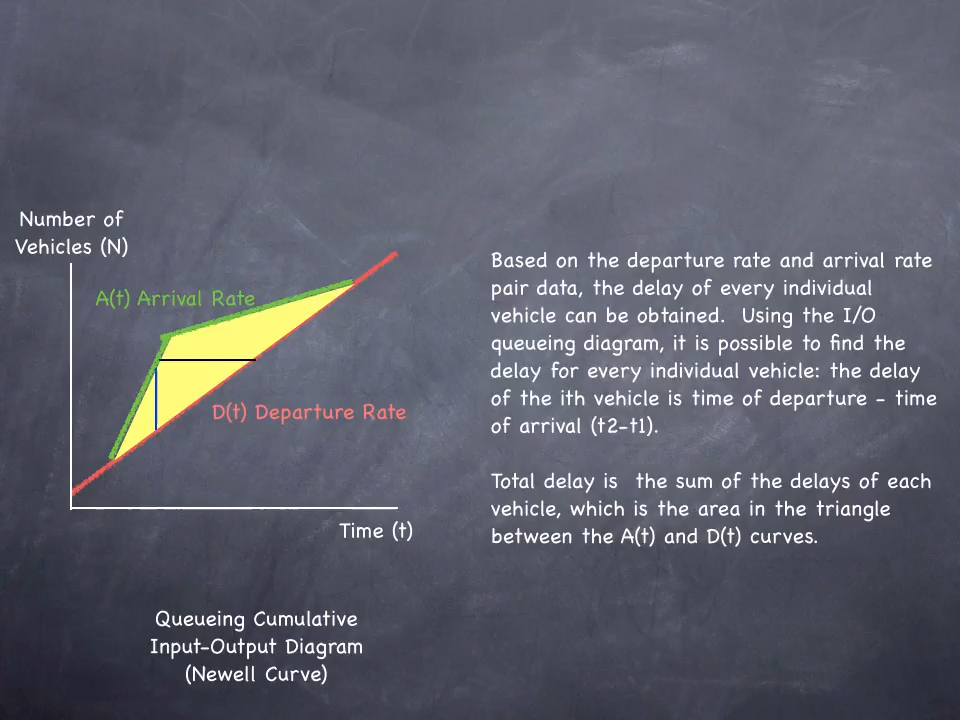 Number of
Vehicles (N)
A(t) Arrival Rate
D(t) Departure Rate
Time (t)
Queueing Cumulative
Input-Output Diagram
(Newell Curve)
Based on the departure rate and arrival rate
pair data, the delay of every individual
vehicle can be obtained.  Using the I/O
queueing diagram, it is possible to find the
delay for every individual vehicle: the delay
of the ith vehicle is time of departure - time
of arrival (t2-t1).
Total delay is  the sum of the delays of each
vehicle, which is the area in the triangle
between the A(t) and D(t) curves.